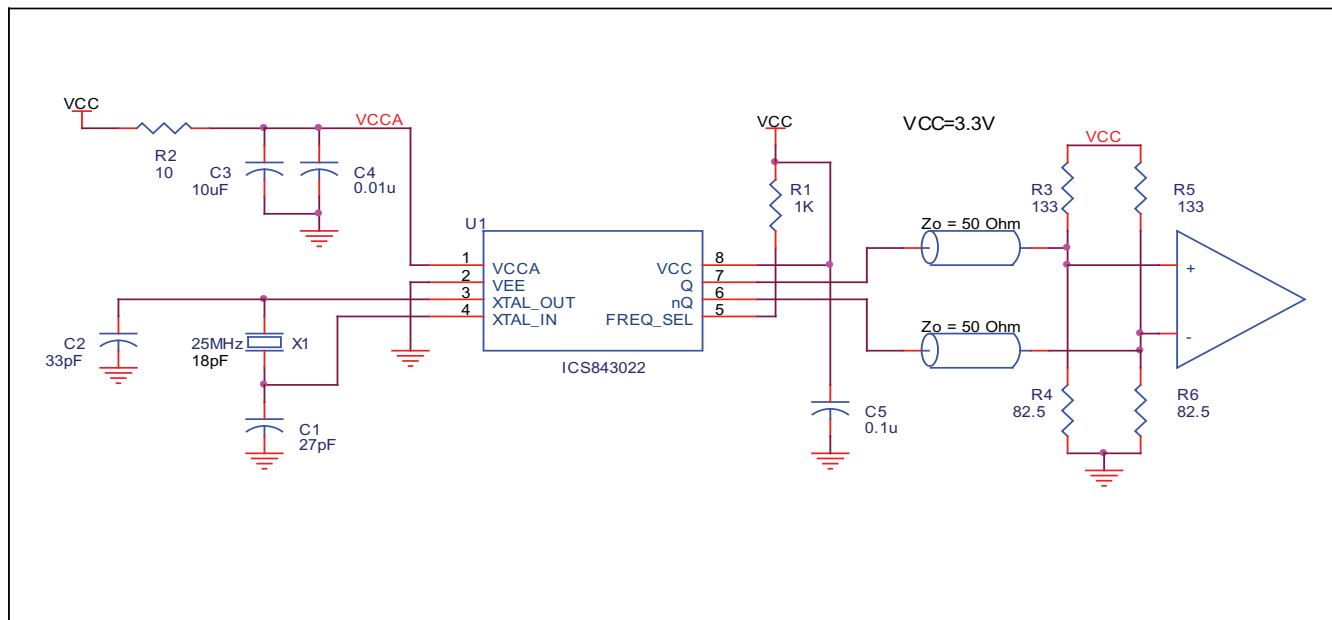 VCC
VCCA
R2
10
C3
10uF
C4
0.01u
VCC
R1
1K
VCC=3.3V
VCC
R3
133
R5
133
U1
Zo = 50 Ohm
1
2
3
4
VCCA
VEE
XTAL_OUT
XTAL_IN
VCC
Q
nQ
FREQ_SEL
8
7
6
5
+
-
ICS843022
Zo = 50 Ohm
C2
33pF
25MHz
18pF
X1
C1
27pF
C5
0.1u
R4
82.5
R6
82.5